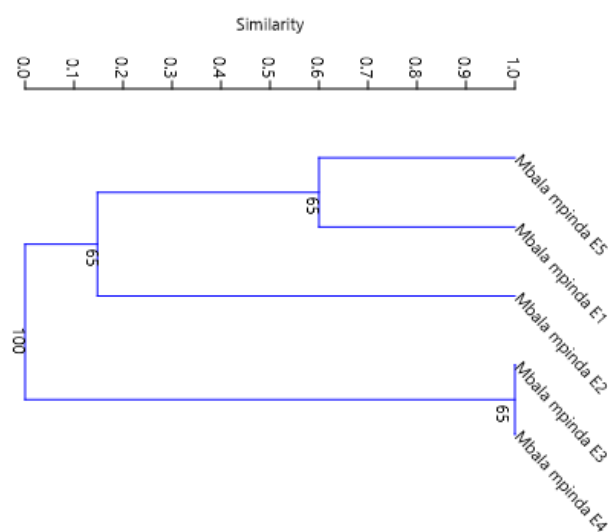 Similarity
0.0
0.1
0.2
0.3
0.4
0.5
0.6
0.7
0.8
0.9
1.0
Mbala mpinda E5
65
Mbala mpinda E1
65
Mbala mpinda E2
100
Mbala mpinda E3
65
Mbala mpinda E4